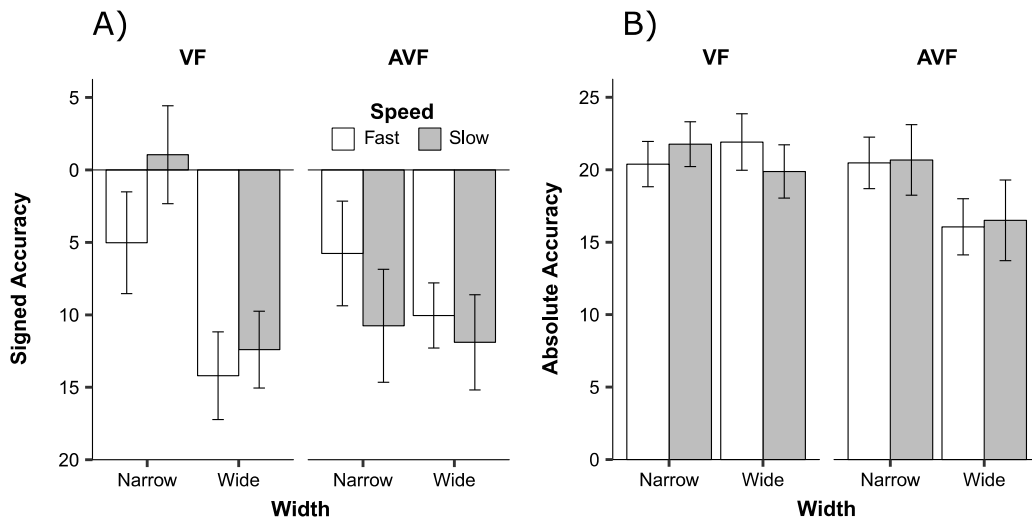 A)
VF AVF
Speed
Fast Slow
Signed Accuracy
5
0
5
10
15
20
Narrow Wide Narrow Wide
Width
B)
VF AVF
Absolute Accuracy
25
20
15
10
5
0
Narrow Wide Narrow Wide
Width